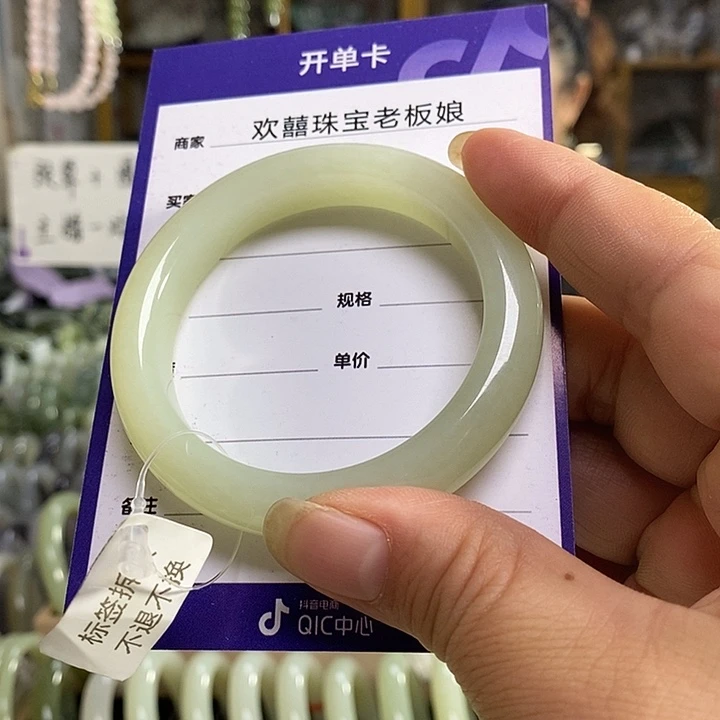 开单卡
商家 欢囍珠宝老板娘
规格
单价
备注
标签拆
不退不换
抖音电商
QIC中心